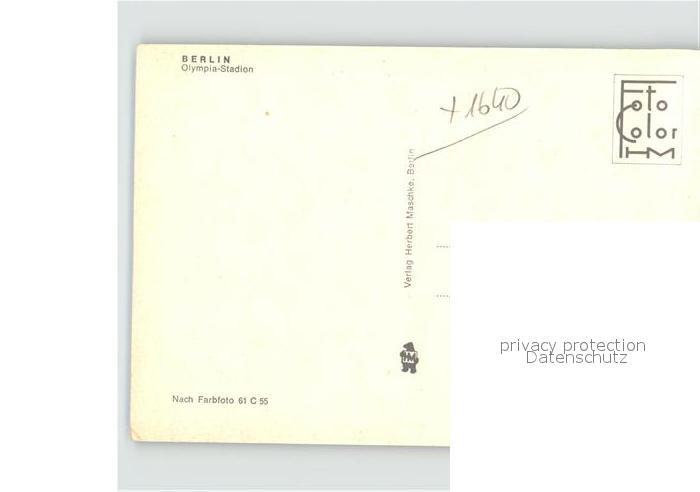 BERLIN
Olympia-Stadion
+1640
Foto
Color
HM
Verlag Herbert Maschke, Berlin
privacy protection
Datenschutz
Nach Farbfoto 61 C 55